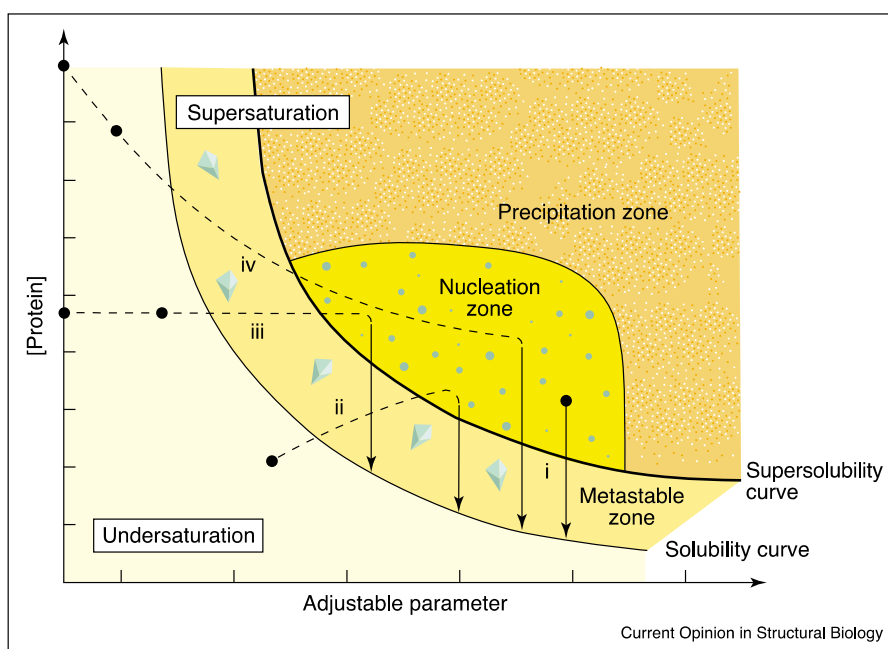 Supersaturation
Precipitation zone
iv
Nucleation
zone
[Protein]
iii
ii
i
Supersolubility
curve
Metastable
zone
Undersaturation
Solubility curve
Adjustable parameter
Current Opinion in Structural Biology